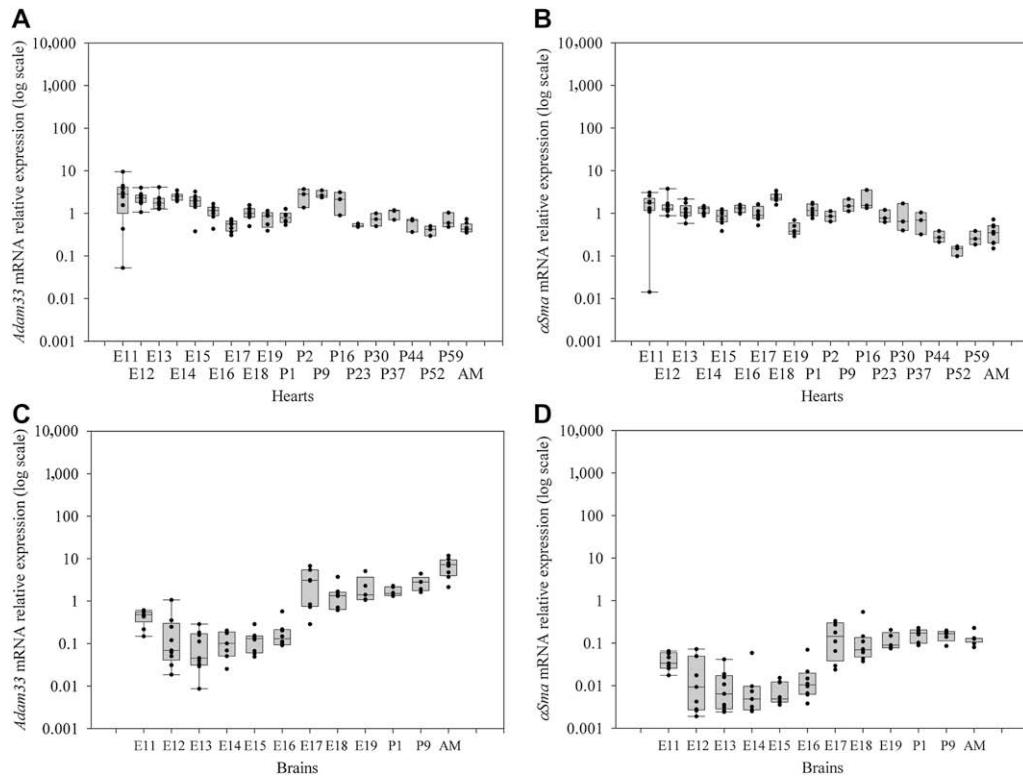 A
B
Adam33 mRNA relative expression (log scale)
10,000
1,000
100
10
1
0.1
0.01
0.001
E11 E13 E15 E17 E19 P2 P16 P30 P44 P59
E12 E14 E16 E18 P1 P9 P23 P37 P52 AM
Hearts
αSma mRNA relative expression (log scale)
10,000
1,000
100
10
1
0.1
0.01
0.001
E11 E13 E15 E17 E19 P2 P16 P30 P44 P59
E12 E14 E16 E18 P1 P9 P23 P37 P52 AM
Hearts
C
D
Adam33 mRNA relative expression (log scale)
10,000
1,000
100
10
1
0.1
0.01
0.001
E11 E12 E13 E14 E15 E16 E17 E18 E19 P1 P9 AM
Brains
αSma mRNA relative expression (log scale)
10,000
1,000
100
10
1
0.1
0.01
0.001
E11 E12 E13 E14 E15 E16 E17 E18 E19 P1 P9 AM
Brains